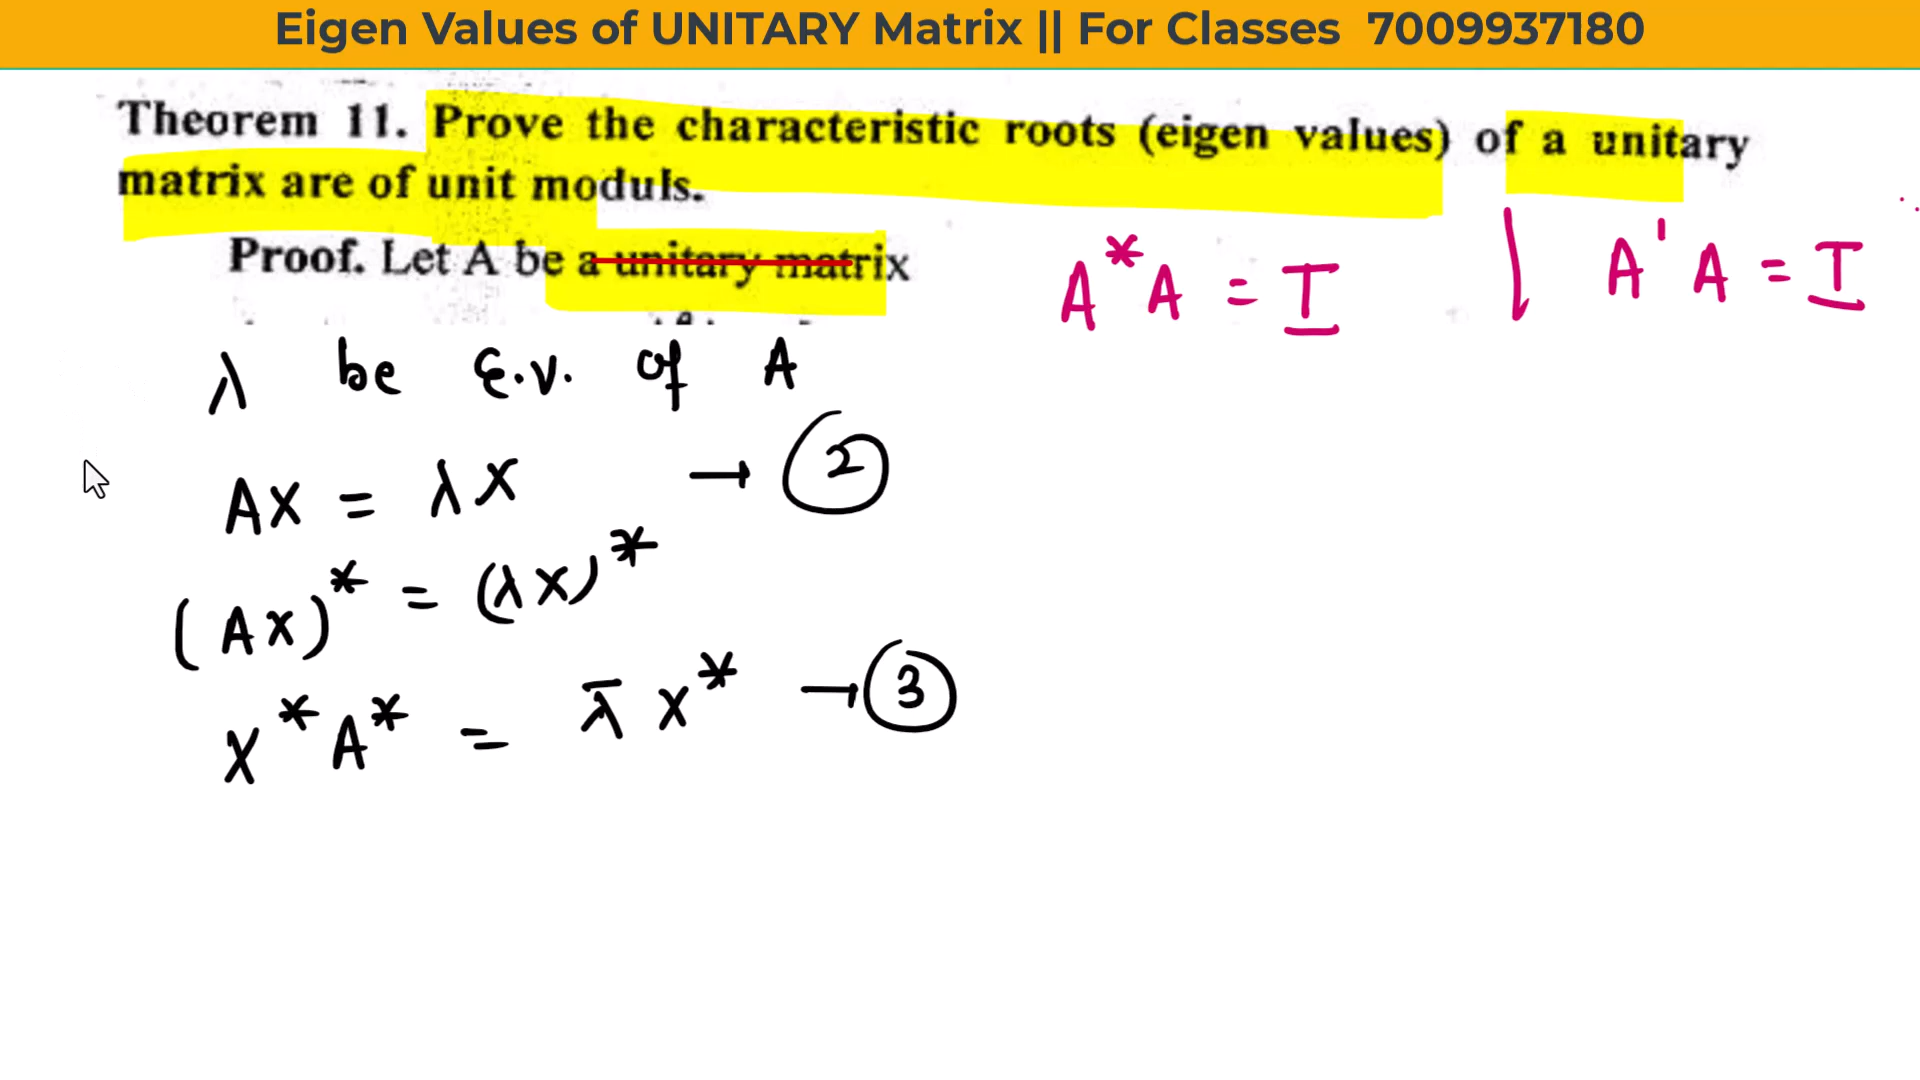 Eigen Values of UNITARY Matrix || For Classes 7009937180
Theorem 11. Prove the characteristic roots (eigen values) of a unitary
matrix are of unit moduls.
Proof. Let A be a unitary matrix
A*A = I | A'A = I
λ be E.v. of A
AX = λX → 2
(AX)* = (λX)*
X*A* = λ̄ X* → 3